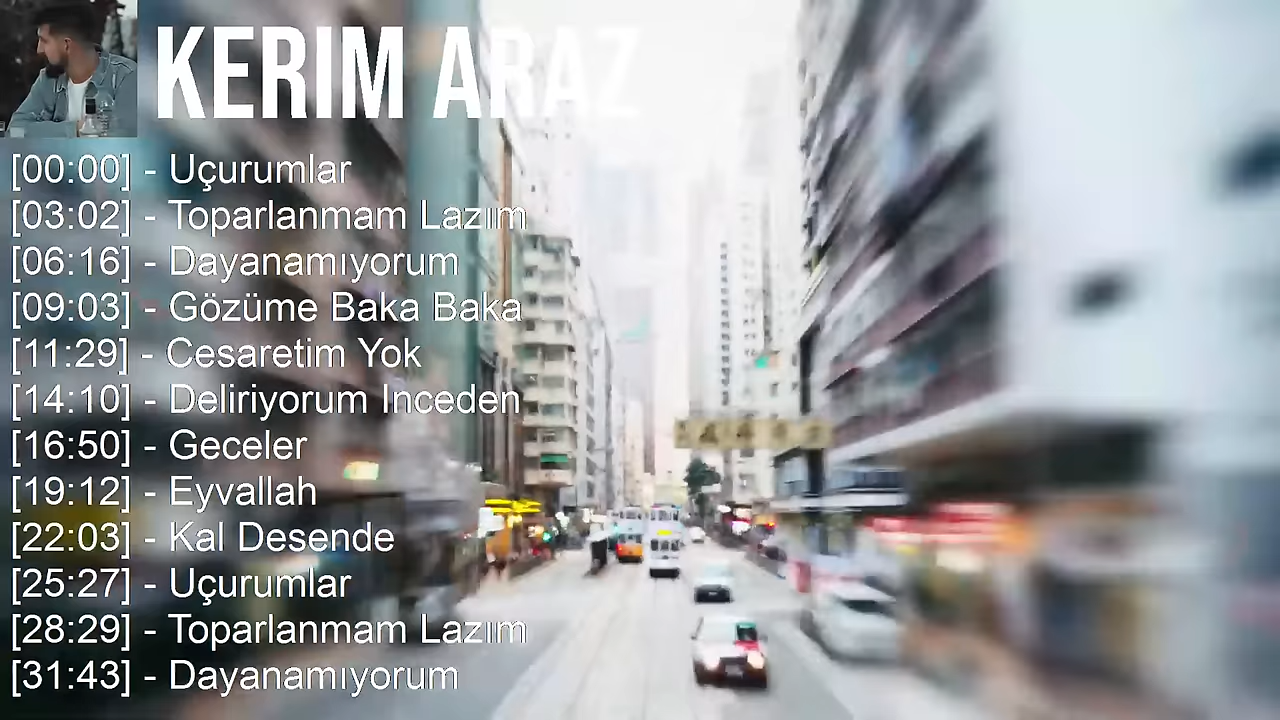 KERIM ARAZ
[00:00] - Uçurumlar
[03:02] - Toparlanmam Lazım
[06:16] - Dayanamıyorum
[09:03] - Gözüme Baka Baka
[11:29] - Cesaretim Yok
[14:10] - Deliriyorum İnceden
[16:50] - Geceler
[19:12] - Eyvallah
[22:03] - Kal Desende
[25:27] - Uçurumlar
[28:29] - Toparlanmam Lazım
[31:43] - Dayanamıyorum